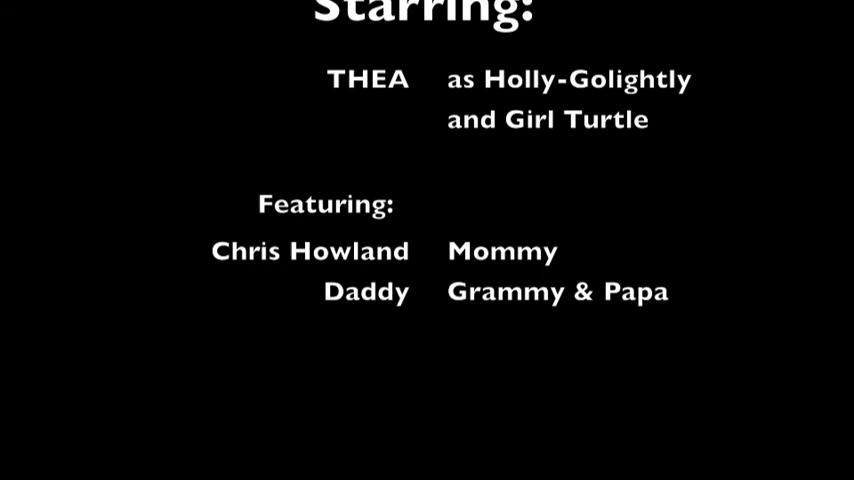 Starring:
THEA as Holly-Golightly
and Girl Turtle
Featuring:
Chris Howland Mommy
Daddy Grammy & Papa